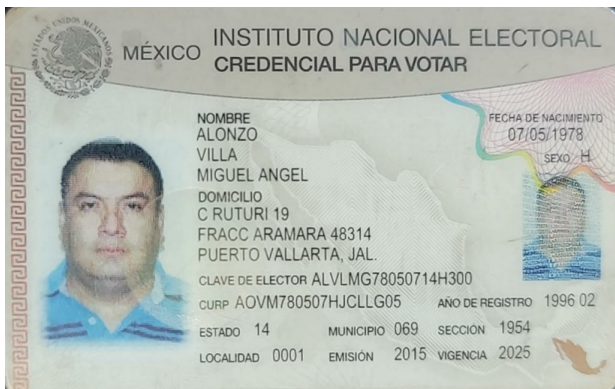 ESTADOS UNIDOS MEXICANOS
MÉXICO INSTITUTO NACIONAL ELECTORAL
CREDENCIAL PARA VOTAR
NOMBRE
ALONZO
VILLA
MIGUEL ANGEL
FECHA DE NACIMIENTO
07/05/1978
SEXO H
DOMICILIO
C RUTURI 19
FRACC ARAMARA 48314
PUERTO VALLARTA, JAL.
CLAVE DE ELECTOR ALVLMG78050714H300
CURP AOVM780507HJCLLG05 AÑO DE REGISTRO 1996 02
ESTADO 14 MUNICIPIO 069 SECCIÓN 1954
LOCALIDAD 0001 EMISIÓN 2015 VIGENCIA 2025